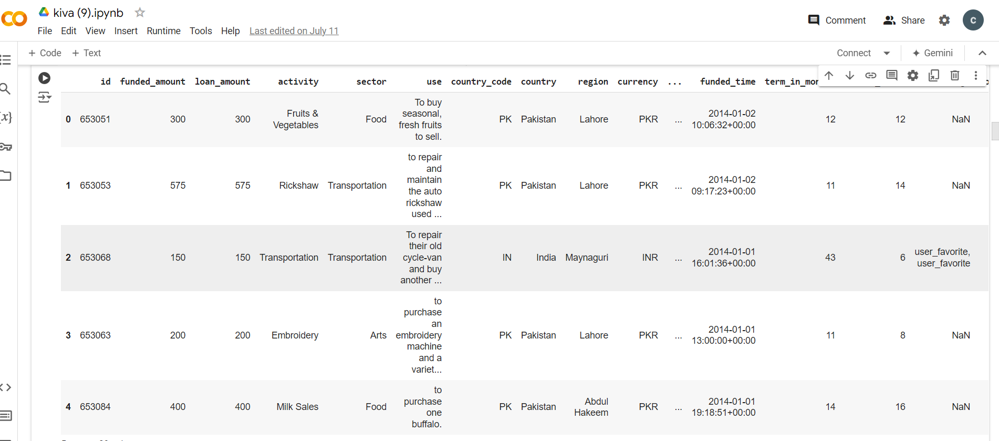 kiva (9).ipynb
Comment
Share
C
File Edit View Insert Runtime Tools Help Last edited on July 11
+ Code + Text
Connect
Gemini
id funded_amount loan_amount activity sector use country_code country region currency ... funded_time term_in_mor
0 653051 300 300 Fruits & Vegetables Food To buy seasonal, fresh fruits to sell. PK Pakistan Lahore PKR ... 2014-01-02 10:06:32+00:00 12 12 NaN
1 653053 575 575 Rickshaw Transportation to repair and maintain the auto rickshaw used ... PK Pakistan Lahore PKR ... 2014-01-02 09:17:23+00:00 11 14 NaN
2 653068 150 150 Transportation Transportation To repair their old cycle-van and buy another ... IN India Maynaguri INR ... 2014-01-01 16:01:36+00:00 43 6 user_favorite, user_favorite
3 653063 200 200 Embroidery Arts to purchase an embroidery machine and a variet... PK Pakistan Lahore PKR ... 2014-01-01 13:00:00+00:00 11 8 NaN
4 653084 400 400 Milk Sales Food to purchase one buffalo. PK Pakistan Abdul Hakeem PKR ... 2014-01-01 19:18:51+00:00 14 16 NaN